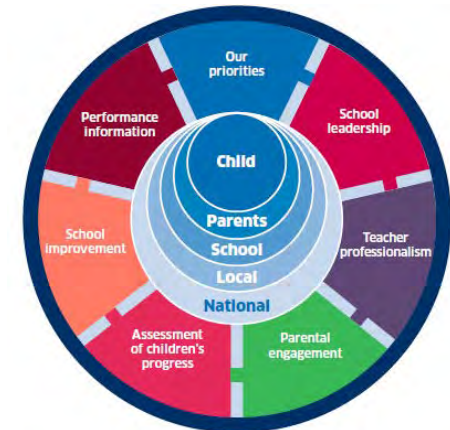 Our
priorities
School
leadership
Teacher
professionalism
Parental
engagement
Assessment
of children's
progress
School
improvement
Performance
information
Child
Parents
School
Local
National